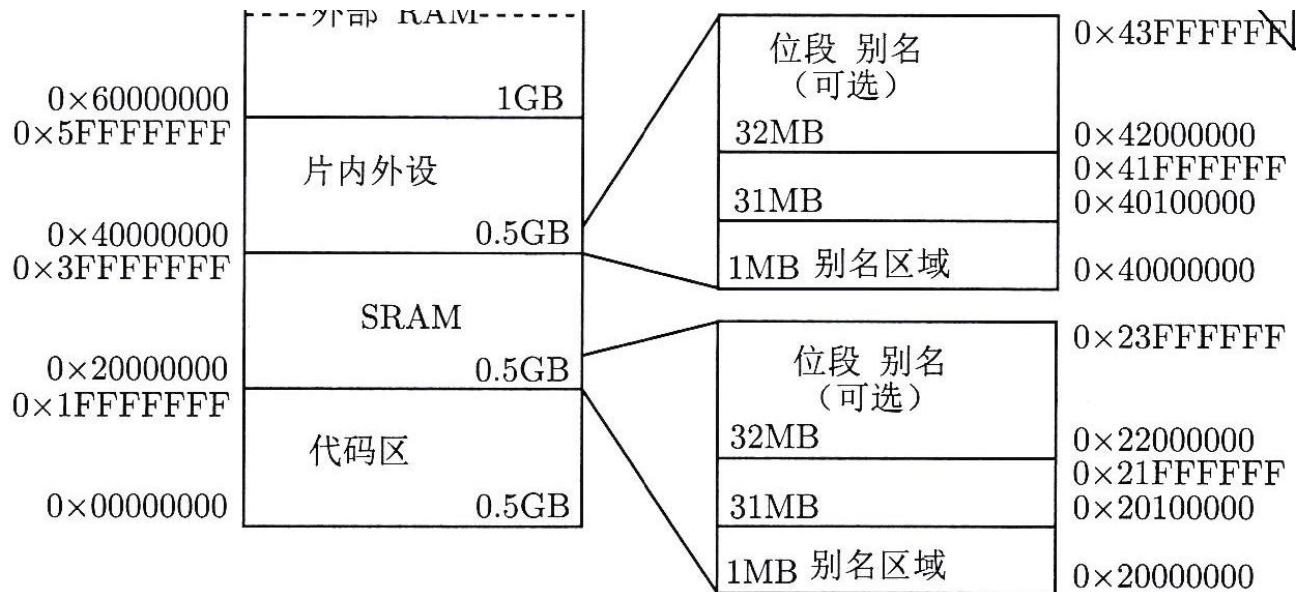 外部 RAM
1GB
0×60000000
0×5FFFFFFF
片内外设
0.5GB
0×40000000
0×3FFFFFFF
SRAM
0.5GB
0×20000000
0×1FFFFFFF
代码区
0.5GB
0×00000000
0×43FFFFFF
位段 别名
(可选)
32MB
0×42000000
0×41FFFFFF
31MB
0×40100000
1MB 别名区域
0×40000000
0×23FFFFFF
位段 别名
(可选)
32MB
0×22000000
0×21FFFFFF
31MB
0×20100000
1MB 别名区域
0×20000000